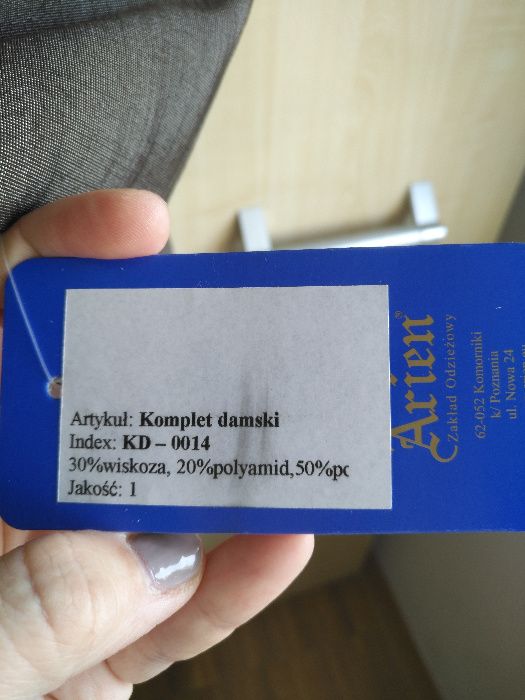 Artykuł: Komplet damski
Index: KD – 0014
30%wiskoza, 20%polyamid,50%po
Jakość: 1
Arien®
Zakład Odzieżowy
62-052 Komorniki
k/ Poznania
ul. Nowa 24